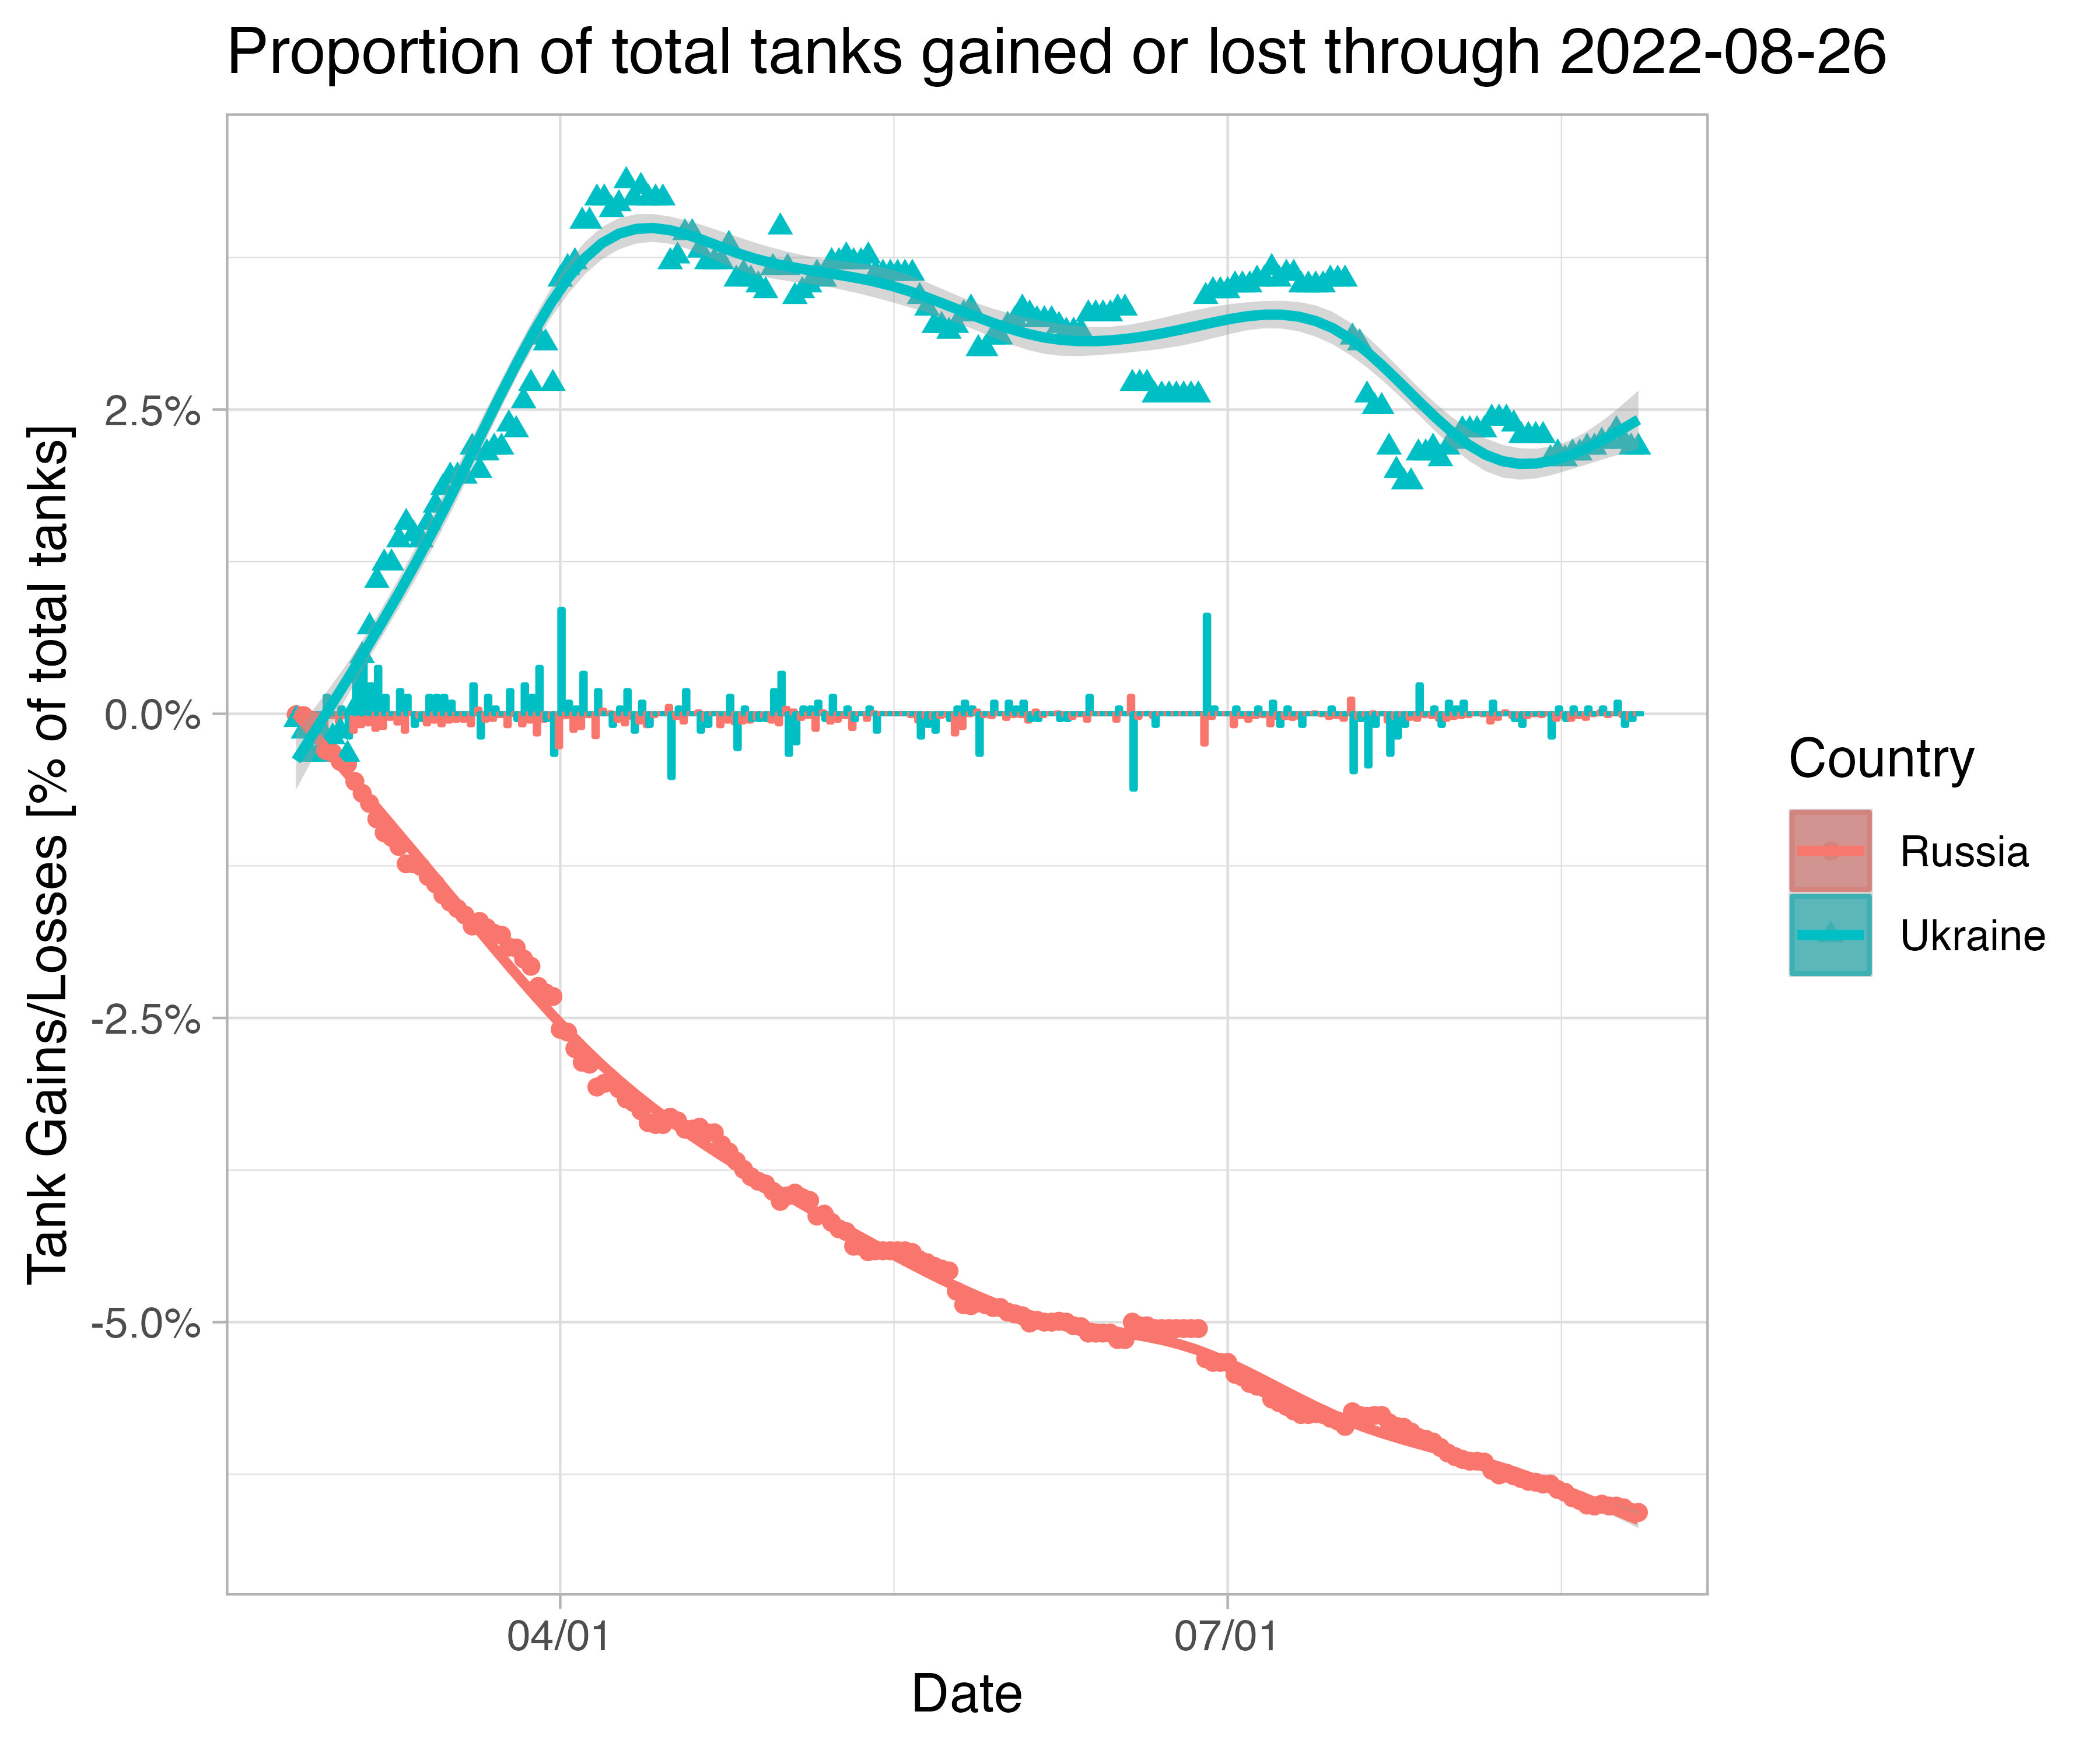 Proportion of total tanks gained or lost through 2022-08-26
Tank Gains/Losses [% of total tanks]
2.5%
0.0%
-2.5%
-5.0%
04/01
07/01
Date
Country
Russia
Ukraine